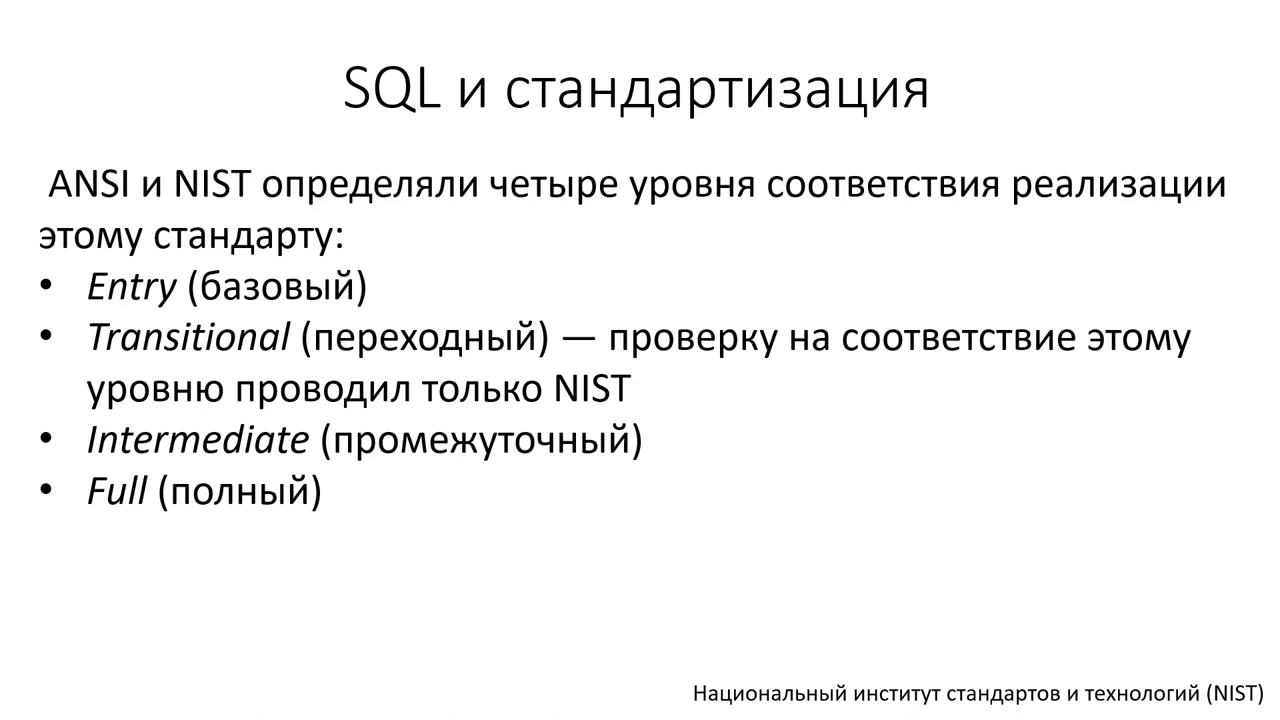 SQL и стандартизация
ANSI и NIST определяли четыре уровня соответствия реализации
этому стандарту:
• Entry (базовый)
• Transitional (переходный) — проверку на соответствие этому
уровню проводил только NIST
• Intermediate (промежуточный)
• Full (полный)
Национальный институт стандартов и технологий (NIST)